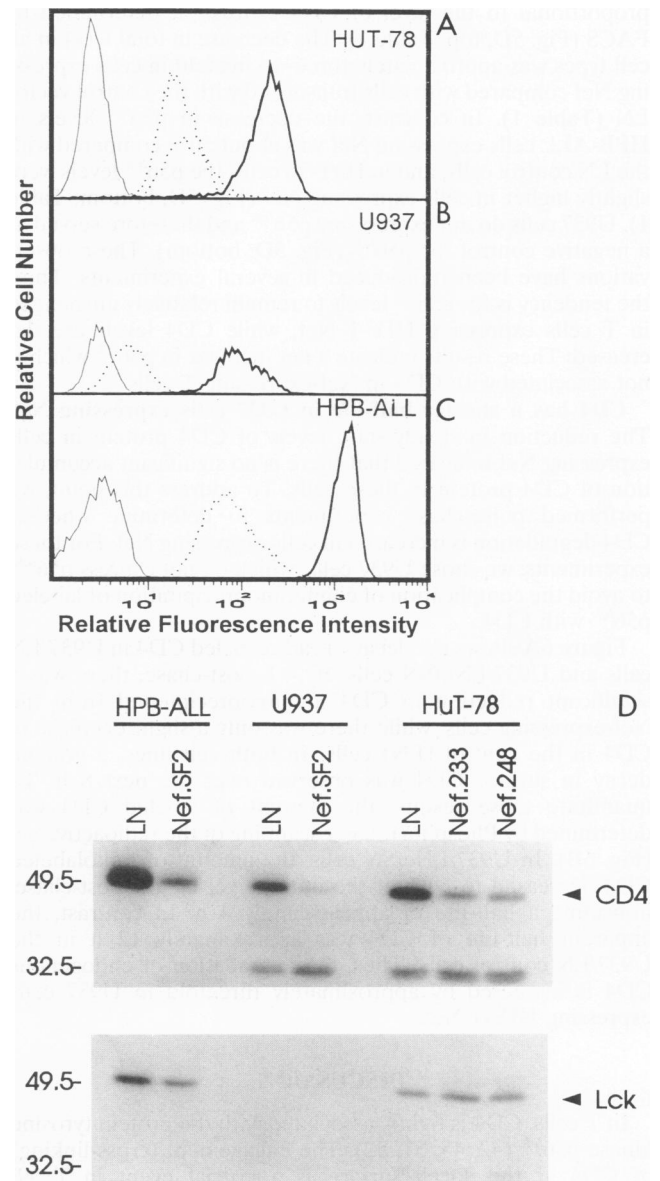 A
HUT-78
B
U937
C
HPB-ALL
Relative Cell Number
10¹ 10² 10³ 10⁴
Relative Fluorescence Intensity
D
HPB-ALL U937 HuT-78
LN Nef.SF2 LN Nef.SF2 LN Nef.233 Nef.248
49.5-
CD4
32.5-
49.5-
Lck
32.5-